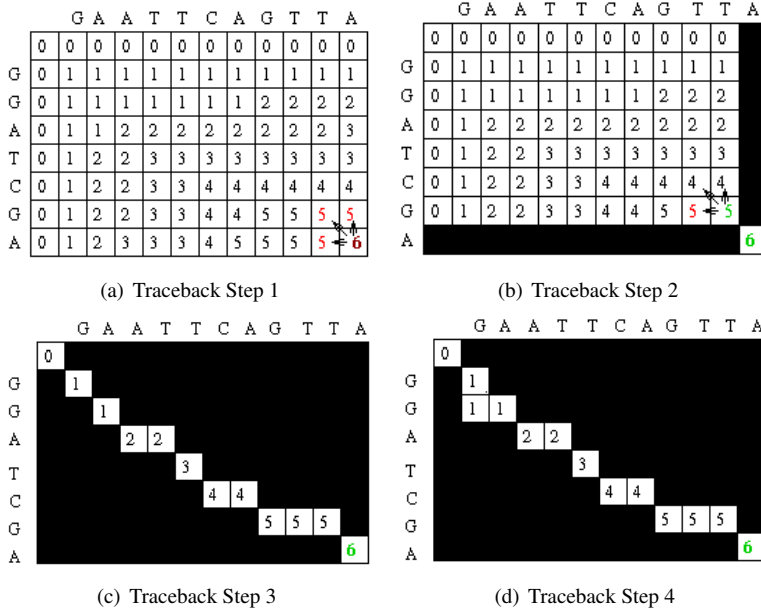 G A A T T C A G T T A
0 0 0 0 0 0 0 0 0 0 0 0
G 0 1 1 1 1 1 1 1 1 1 1 1
G 0 1 1 1 1 1 1 1 2 2 2 2
A 0 1 1 2 2 2 2 2 2 2 2 3
T 0 1 2 2 3 3 3 3 3 3 3 3
C 0 1 2 2 3 3 4 4 4 4 4 4
G 0 1 2 2 3 3 4 4 5 5 5 5
A 0 1 2 3 3 3 4 5 5 5 5 6
(a) Traceback Step 1
G A A T T C A G T T A
0 0 0 0 0 0 0 0 0 0 0
G 0 1 1 1 1 1 1 1 1 1 1
G 0 1 1 1 1 1 1 1 2 2 2
A 0 1 2 2 2 2 2 2 2 2 2
T 0 1 2 2 3 3 3 3 3 3 3
C 0 1 2 2 3 3 4 4 4 4 4
G 0 1 2 2 3 3 4 4 5 5 5
A 6
(b) Traceback Step 2
G A A T T C A G T T A
0
G 1
G 1
A 2 2
T 3
C 4 4
G 5 5 5
A 6
(c) Traceback Step 3
G A A T T C A G T T A
0
G 1
G 1 1
A 2 2
T 3
C 4 4
G 5 5 5
A 6
(d) Traceback Step 4